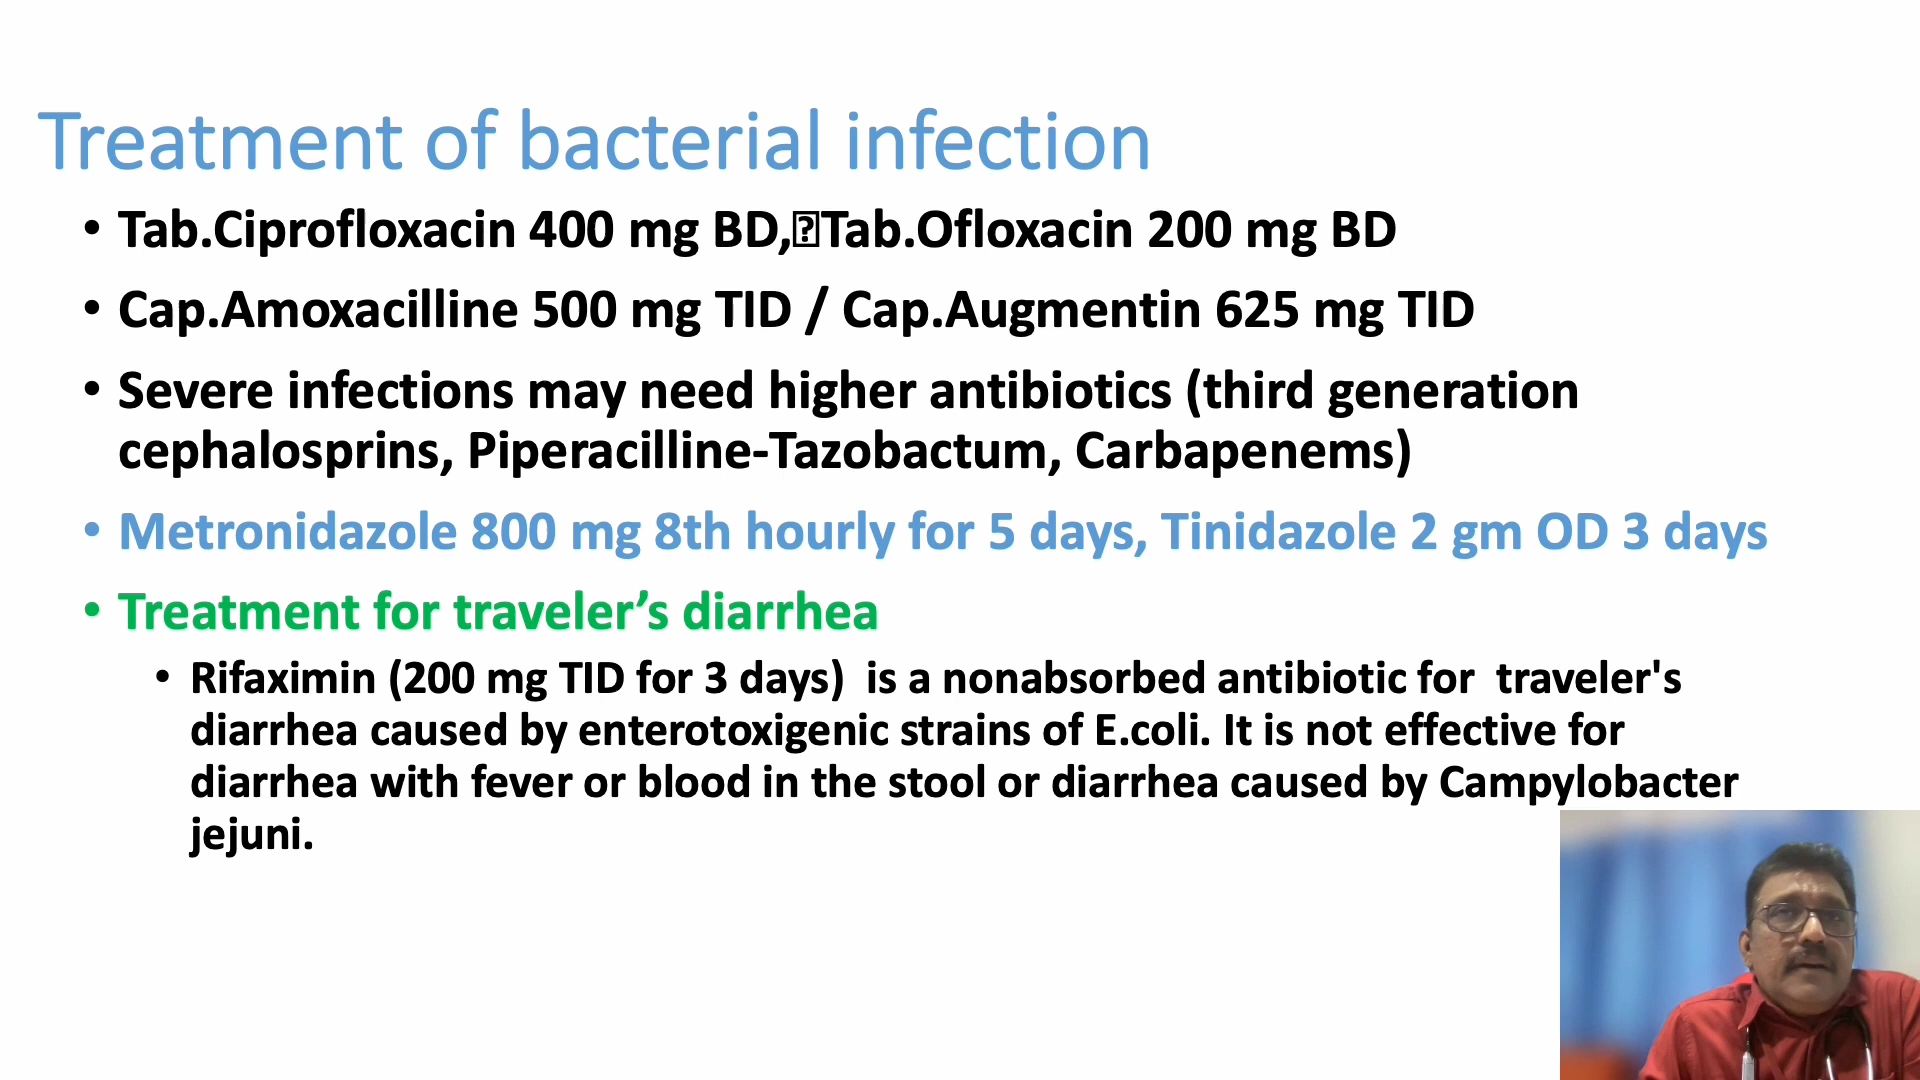 Treatment of bacterial infection
• Tab.Ciprofloxacin 400 mg BD,Tab.Ofloxacin 200 mg BD
• Cap.Amoxacilline 500 mg TID / Cap.Augmentin 625 mg TID
• Severe infections may need higher antibiotics (third generation
cephalosprins, Piperacilline-Tazobactum, Carbapenems)
• Metronidazole 800 mg 8th hourly for 5 days, Tinidazole 2 gm OD 3 days
• Treatment for traveler’s diarrhea
• Rifaximin (200 mg TID for 3 days)  is a nonabsorbed antibiotic for  traveler's
diarrhea caused by enterotoxigenic strains of E.coli. It is not effective for
diarrhea with fever or blood in the stool or diarrhea caused by Campylobacter
jejuni.